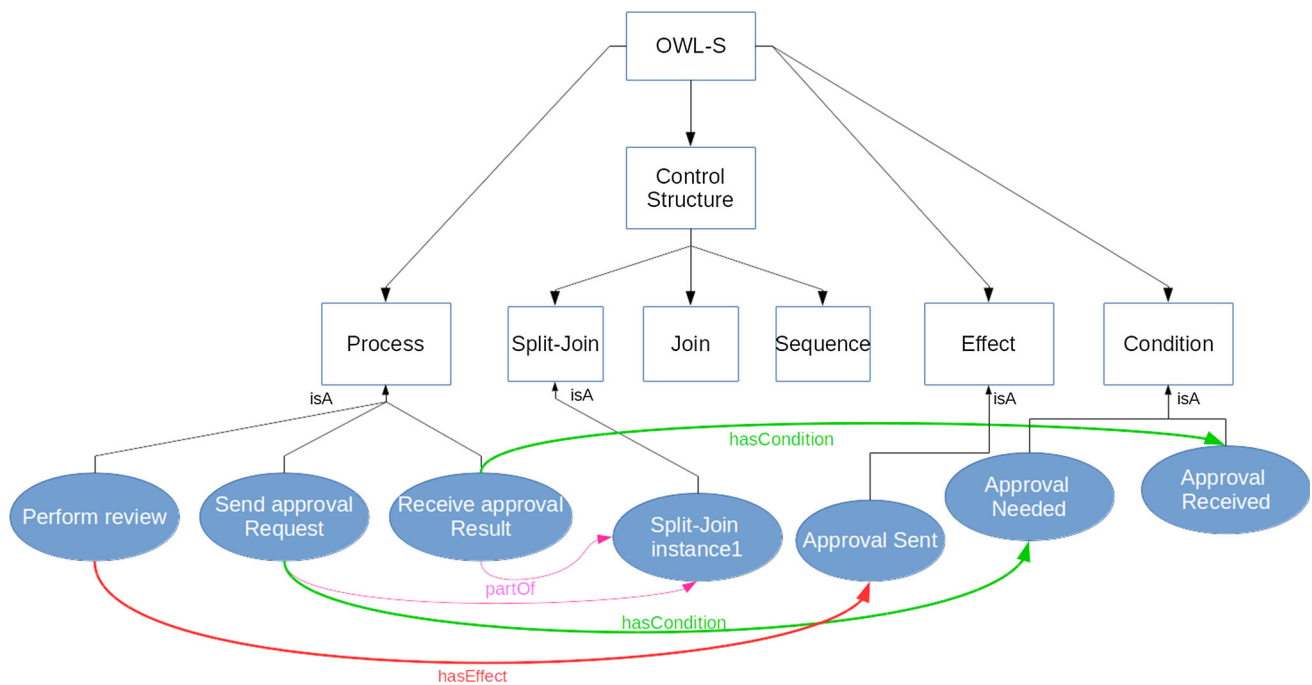 OWL-S
Control
Structure
Process
Split-Join
Join
Sequence
Effect
Condition
isA
isA
isA
isA
hasCondition
Perform review
Send approval
Request
Receive approval
Result
Split-Join
instance1
Approval Sent
Approval
Needed
Approval
Received
partOf
hasCondition
hasEffect